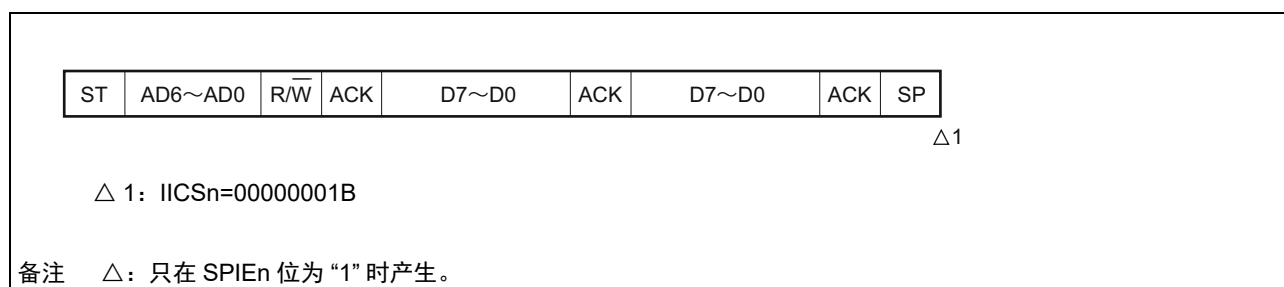 ST AD6～AD0 R/W̅ ACK D7～D0 ACK D7～D0 ACK SP
△1
△ 1：IICSn=00000001B
备注 △：只在 SPIEn 位为 “1” 时产生。